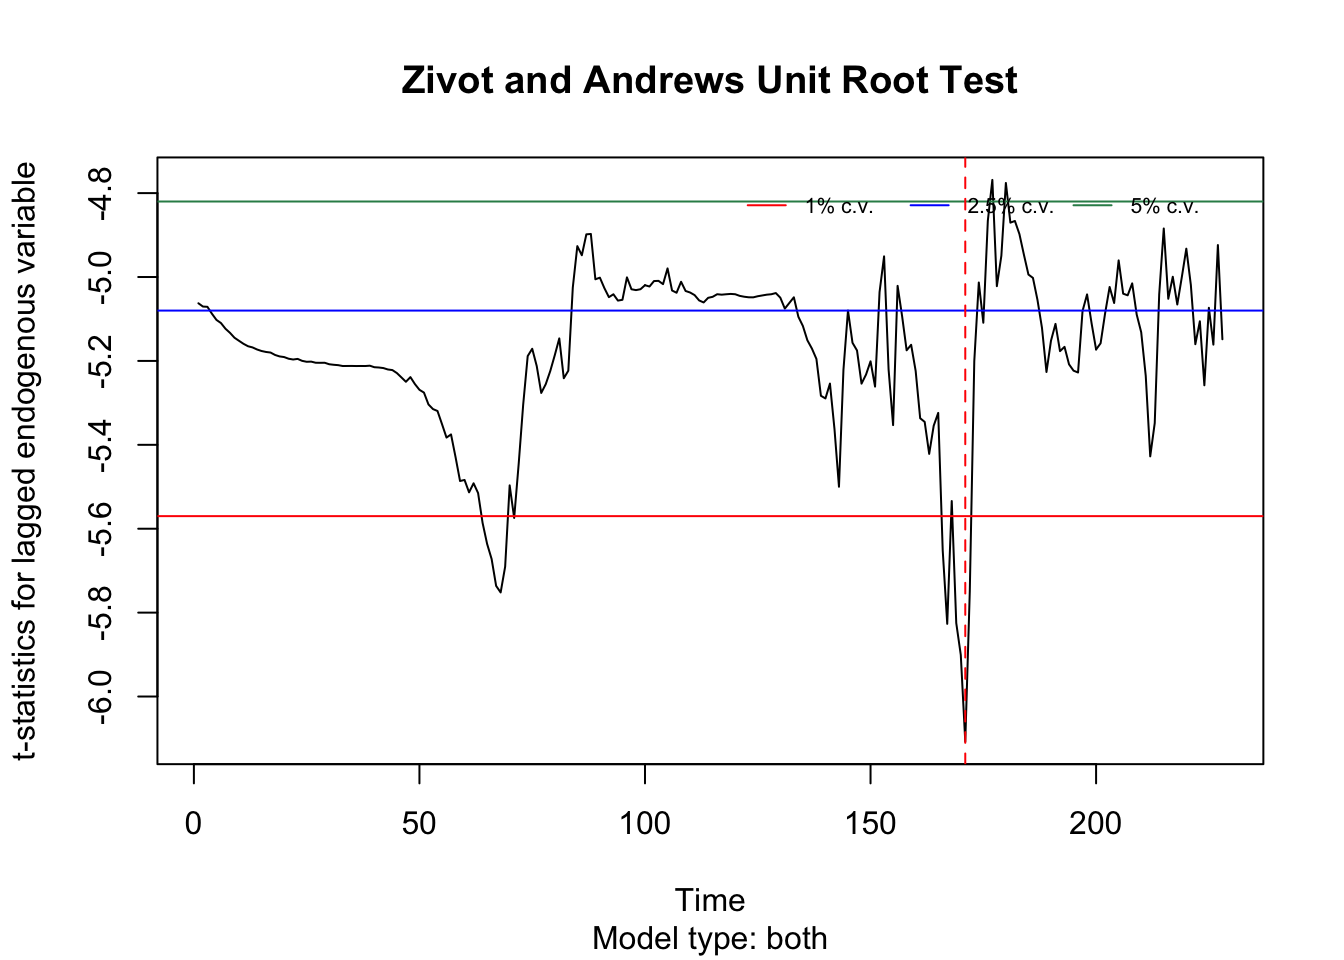 Zivot and Andrews Unit Root Test
t-statistics for lagged endogenous variable
-4.8
-5.0
-5.2
-5.4
-5.6
-5.8
-6.0
1% c.v. 2.5% c.v. 5% c.v.
0 50 100 150 200
Time
Model type: both